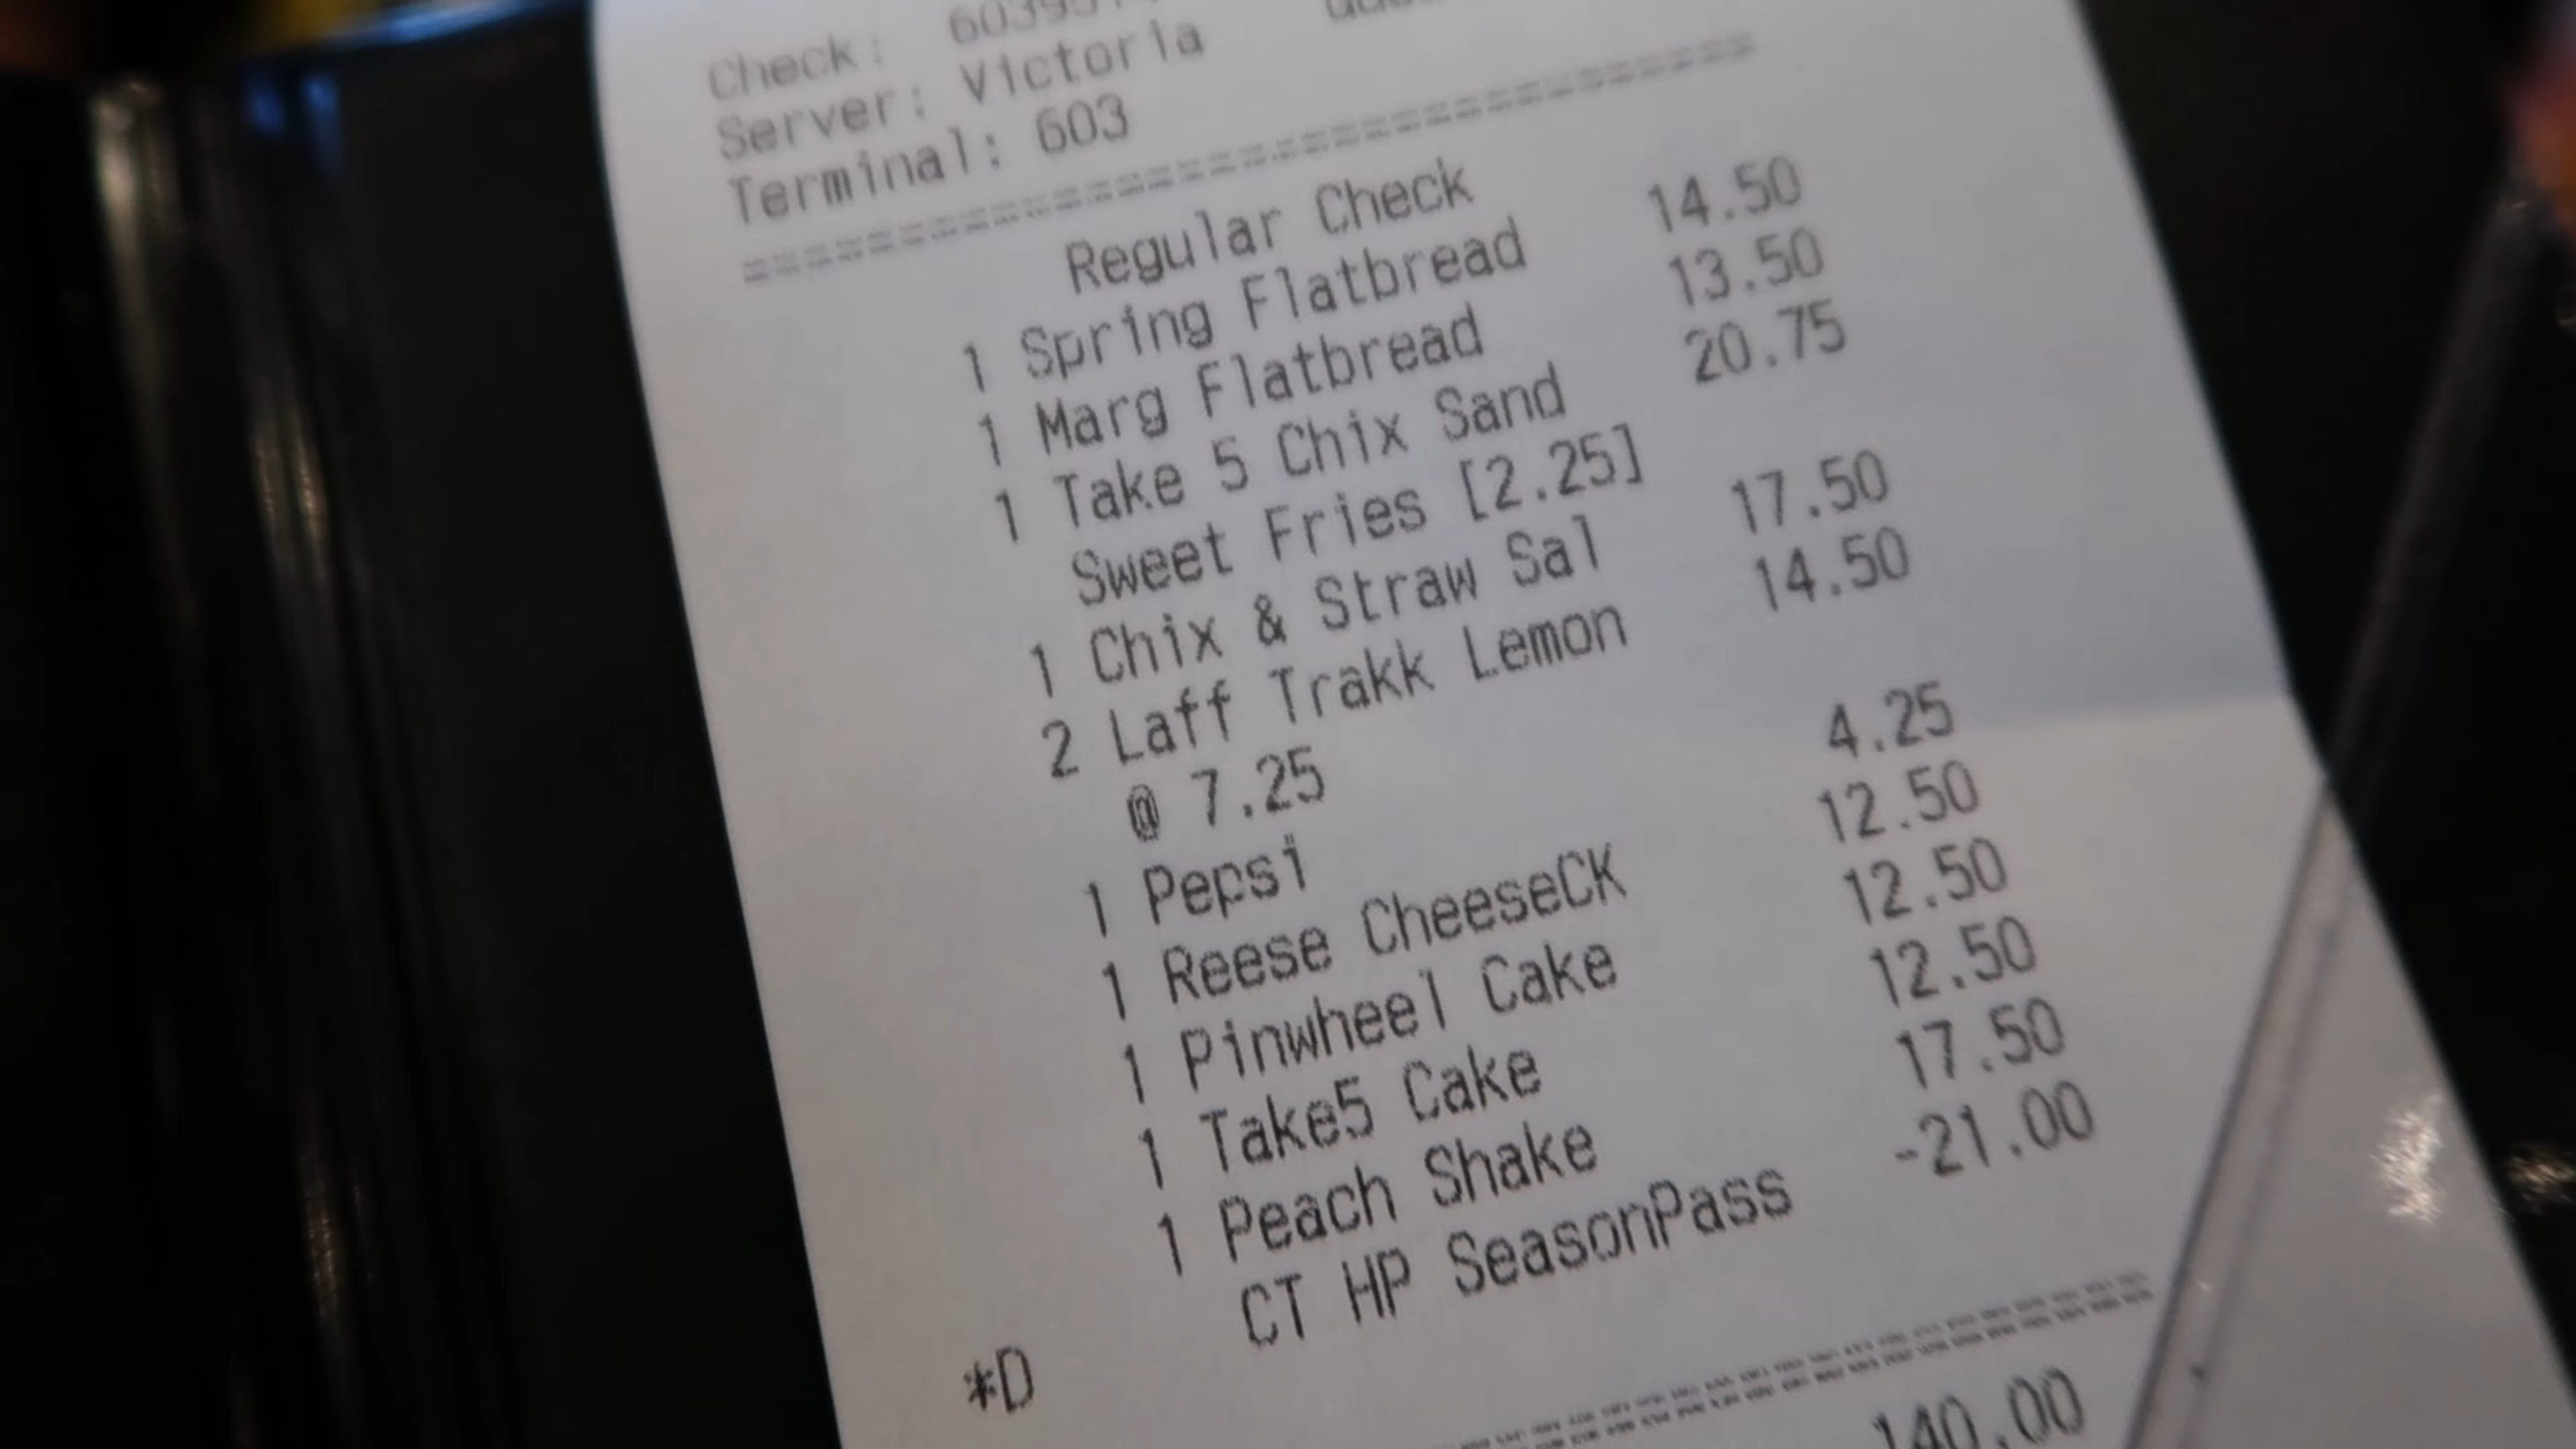 Check:
Server: Victoria
Terminal: 603
Regular Check
1 Spring Flatbread 14.50
1 Marg Flatbread 13.50
1 Take 5 Chix Sand 20.75
Sweet Fries [2.25]
1 Chix & Straw Sal 17.50
2 Laff Trakk Lemon 14.50
@ 7.25
1 Pepsi 4.25
1 Reese CheeseCK 12.50
1 Pinwheel Cake 12.50
1 Take5 Cake 12.50
1 Peach Shake 17.50
*D CT HP SeasonPass -21.00
140.00